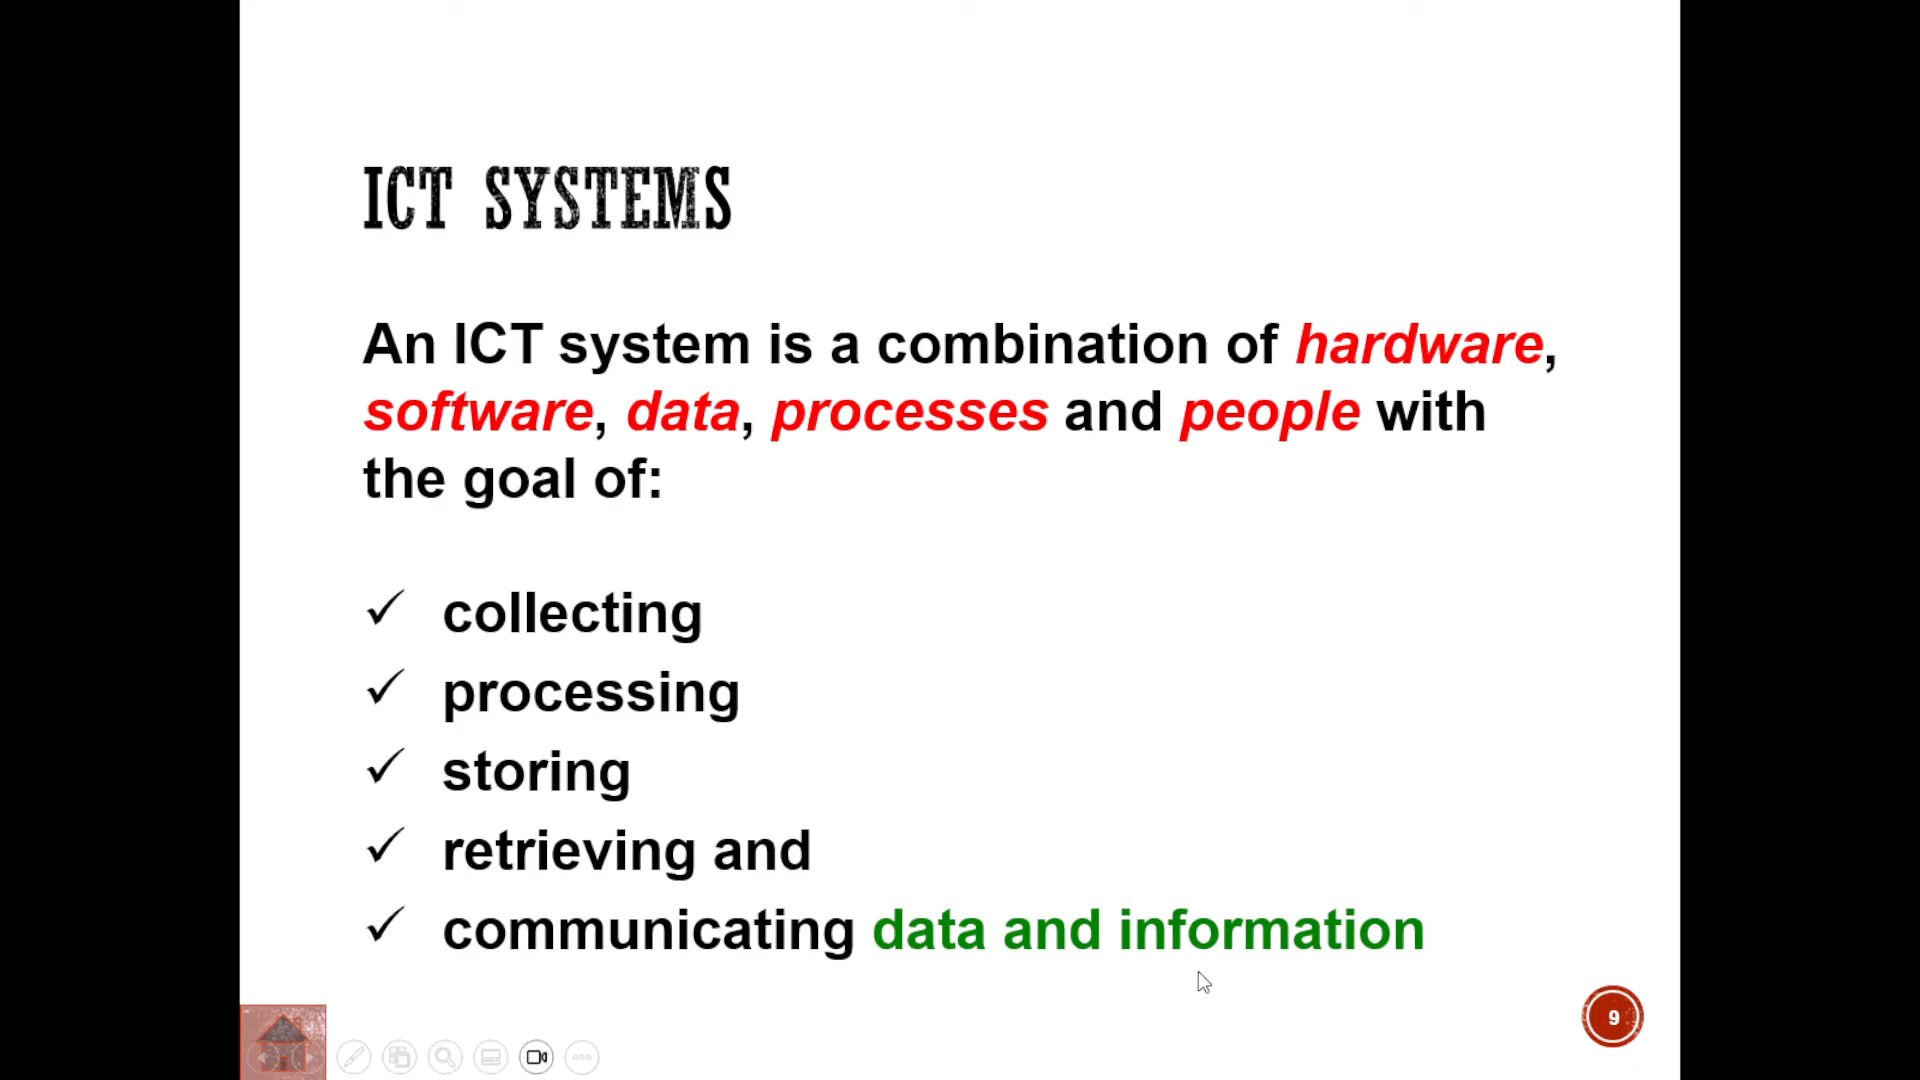 ICT SYSTEMS
An ICT system is a combination of hardware,
software, data, processes and people with
the goal of:
✓ collecting
✓ processing
✓ storing
✓ retrieving and
✓ communicating data and information
9